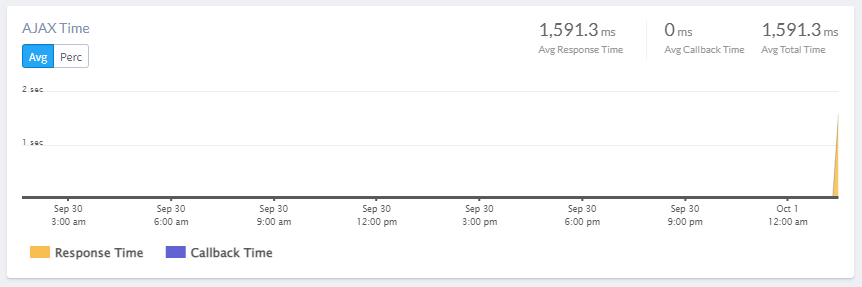 AJAX Time
Avg Perc
1,591.3 ms
Avg Response Time
0 ms
Avg Callback Time
1,591.3 ms
Avg Total Time
2 sec
1 sec
Sep 30
3:00 am
Sep 30
6:00 am
Sep 30
9:00 am
Sep 30
12:00 pm
Sep 30
3:00 pm
Sep 30
6:00 pm
Sep 30
9:00 pm
Oct 1
12:00 am
Response Time
Callback Time